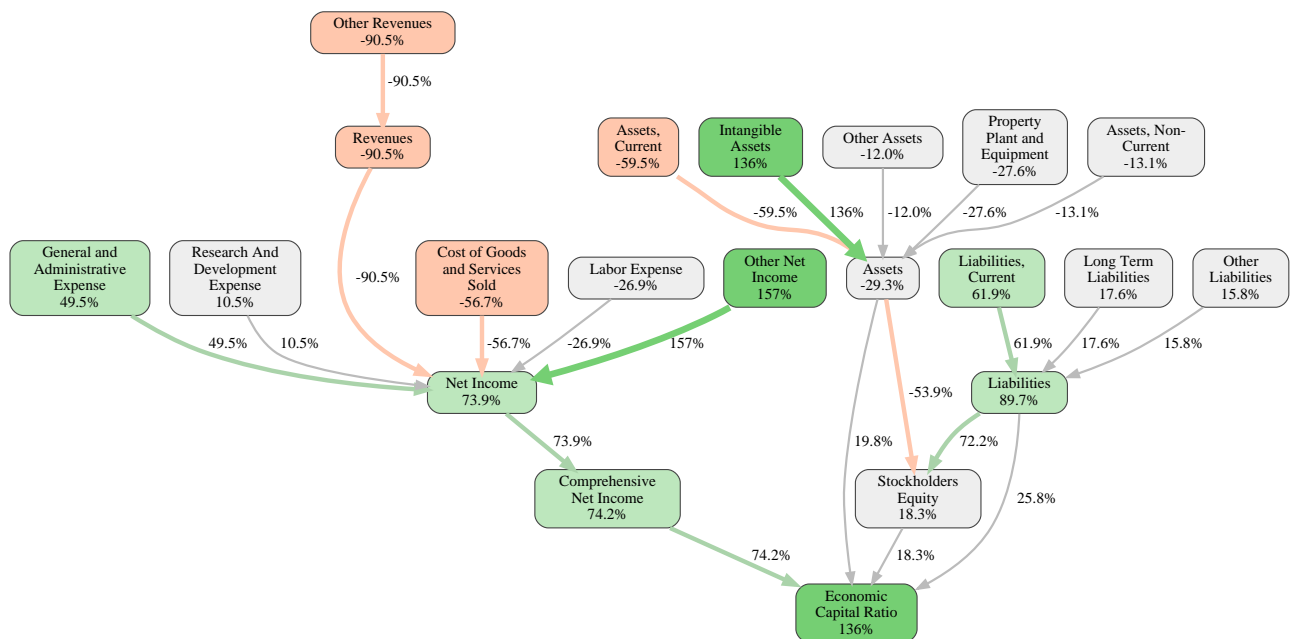 Other Revenues
-90.5%
-90.5%
Revenues
-90.5%
Assets,
Current
-59.5%
Intangible
Assets
136%
Other Assets
-12.0%
Property
Plant and
Equipment
-27.6%
Assets, Non-
Current
-13.1%
-59.5%
136%
-12.0%
-27.6%
-13.1%
General and
Administrative
Expense
49.5%
Research And
Development
Expense
10.5%
-90.5%
Cost of Goods
and Services
Sold
-56.7%
Labor Expense
-26.9%
Other Net
Income
157%
Assets
-29.3%
Liabilities,
Current
61.9%
Long Term
Liabilities
17.6%
Other
Liabilities
15.8%
49.5%
10.5%
-56.7%
-26.9%
157%
61.9%
17.6%
15.8%
Net Income
73.9%
-53.9%
Liabilities
89.7%
73.9%
19.8%
72.2%
Comprehensive
Net Income
74.2%
Stockholders
Equity
18.3%
25.8%
74.2%
18.3%
Economic
Capital Ratio
136%